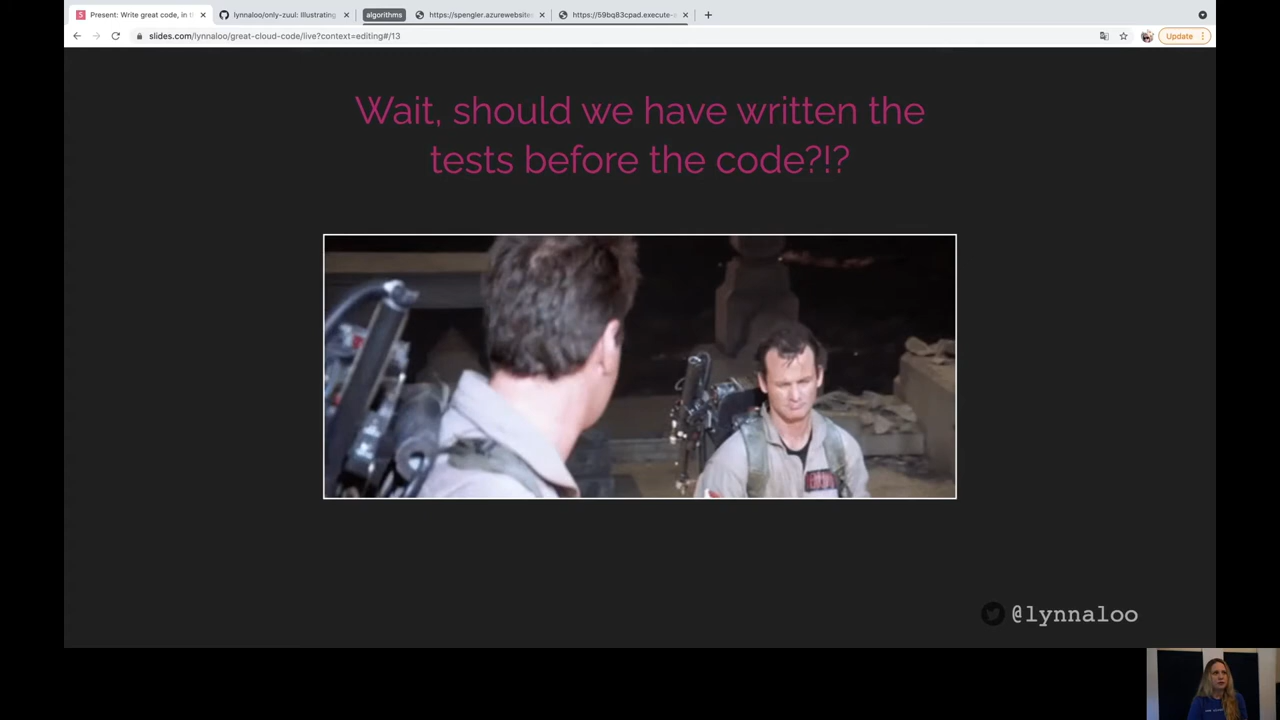 Present: Write great code, in t
lynnaloo/only-zuul: Illustrating
algorithms
https://spengler.azurewebsites
https://59bq83cpad.execute-a
slides.com/lynnaloo/great-cloud-code/live?context=editing#/13
Update
Wait, should we have written the
tests before the code?!?
@lynnaloo